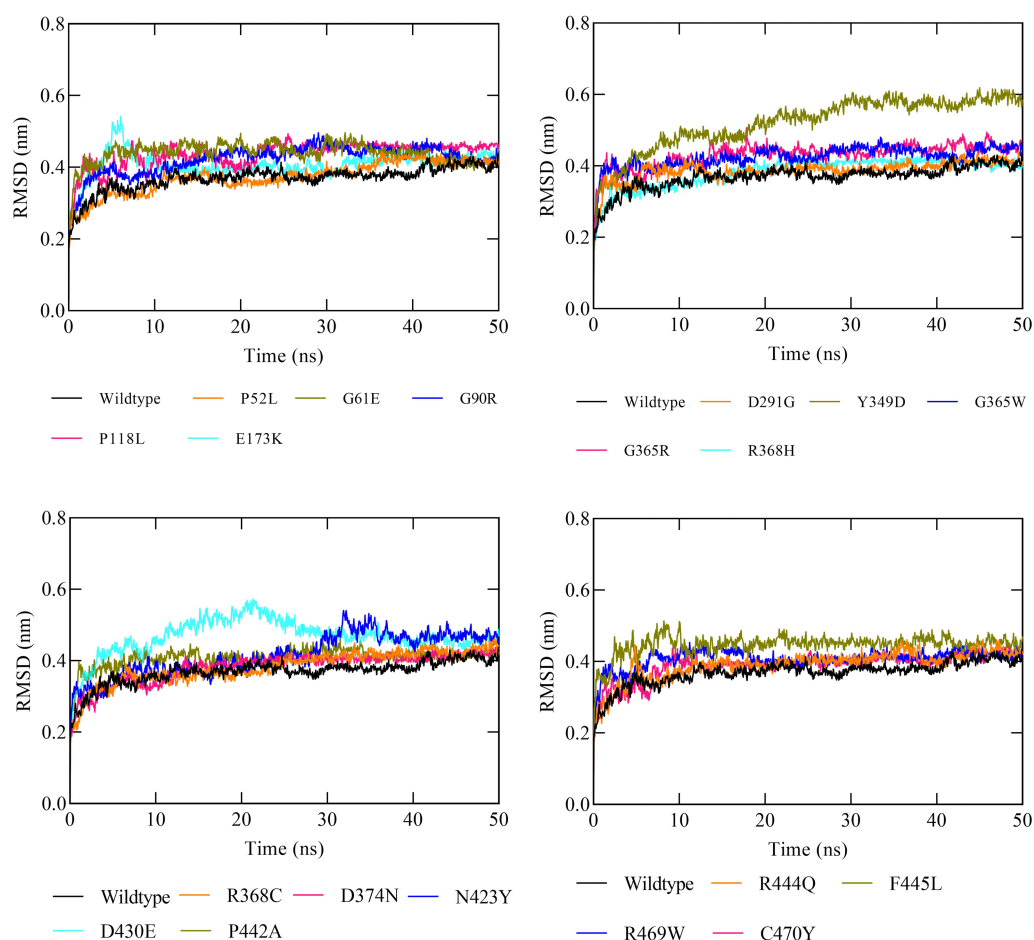 0.8
0.6
0.4
0.2
0.0
RMSD (nm)
0 10 20 30 40 50
Time (ns)
Wildtype P52L G61E G90R
P118L E173K
0.8
0.6
0.4
0.2
0.0
RMSD (nm)
0 10 20 30 40 50
Time (ns)
Wildtype D291G Y349D G365W
G365R R368H
0.8
0.6
0.4
0.2
0.0
RMSD (nm)
0 10 20 30 40 50
Time (ns)
Wildtype R368C D374N N423Y
D430E P442A
0.8
0.6
0.4
0.2
0.0
RMSD (nm)
0 10 20 30 40 50
Time (ns)
Wildtype R444Q F445L
R469W C470Y